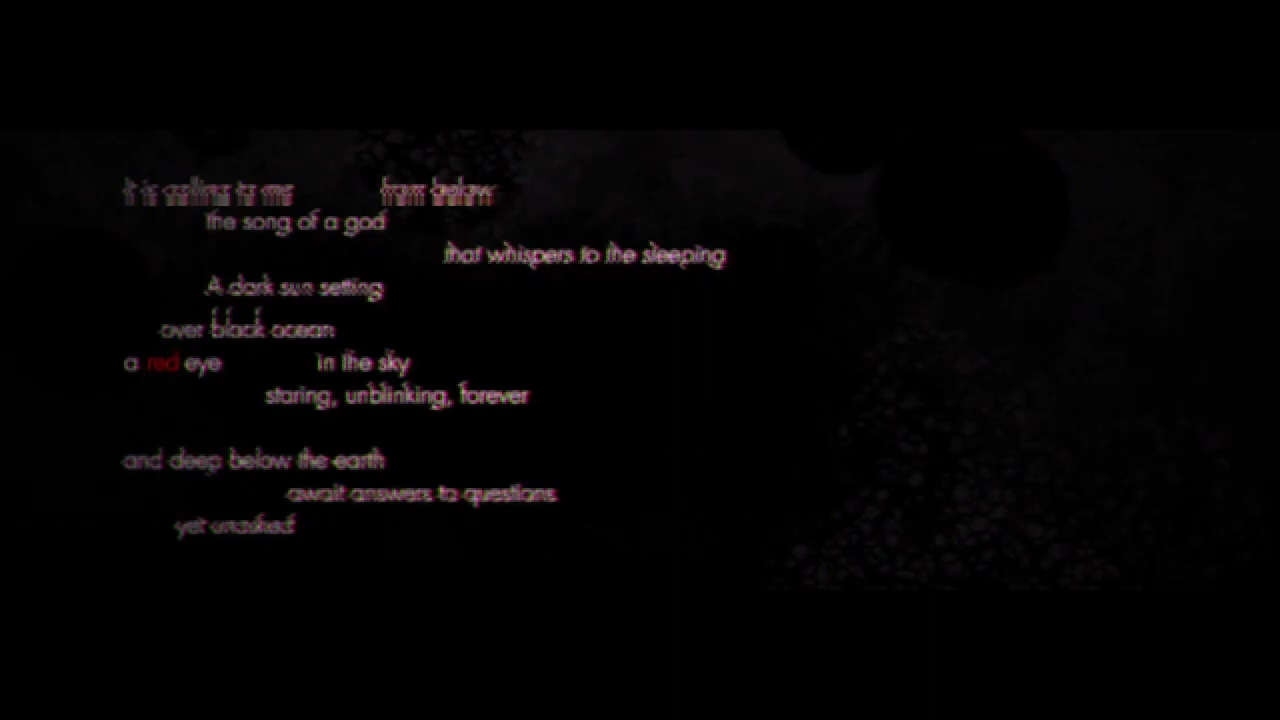 It is calling to me from below
the song of a god
that whispers to the sleeping
A dark sun setting
over black ocean
a red eye in the sky
staring, unblinking, forever
and deep below the earth
await answers to questions
yet unasked